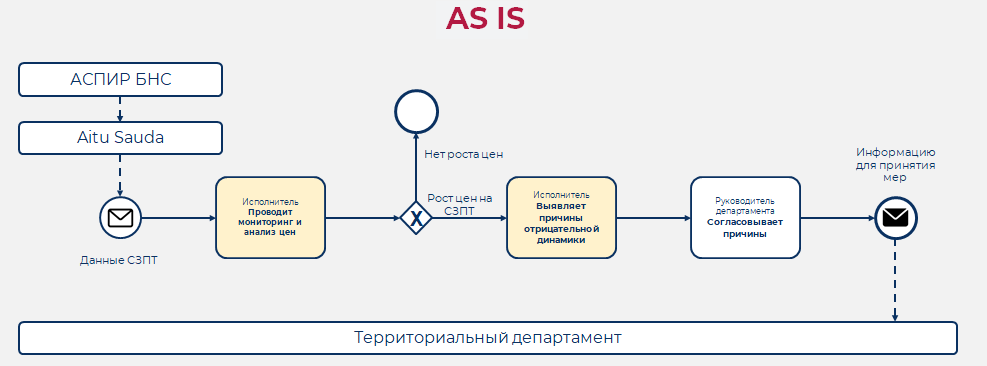 AS IS
АСПИР БНС
Aitu Sauda
Данные СЗПТ
Исполнитель
Проводит
мониторинг и
анализ цен
X
Нет роста цен
Рост цен на
СЗПТ
Исполнитель
Выявляет
причины
отрицательной
динамики
Руководитель
департамента
Согласовывает
причины
Информацию
для принятия
мер
Территориальный департамент